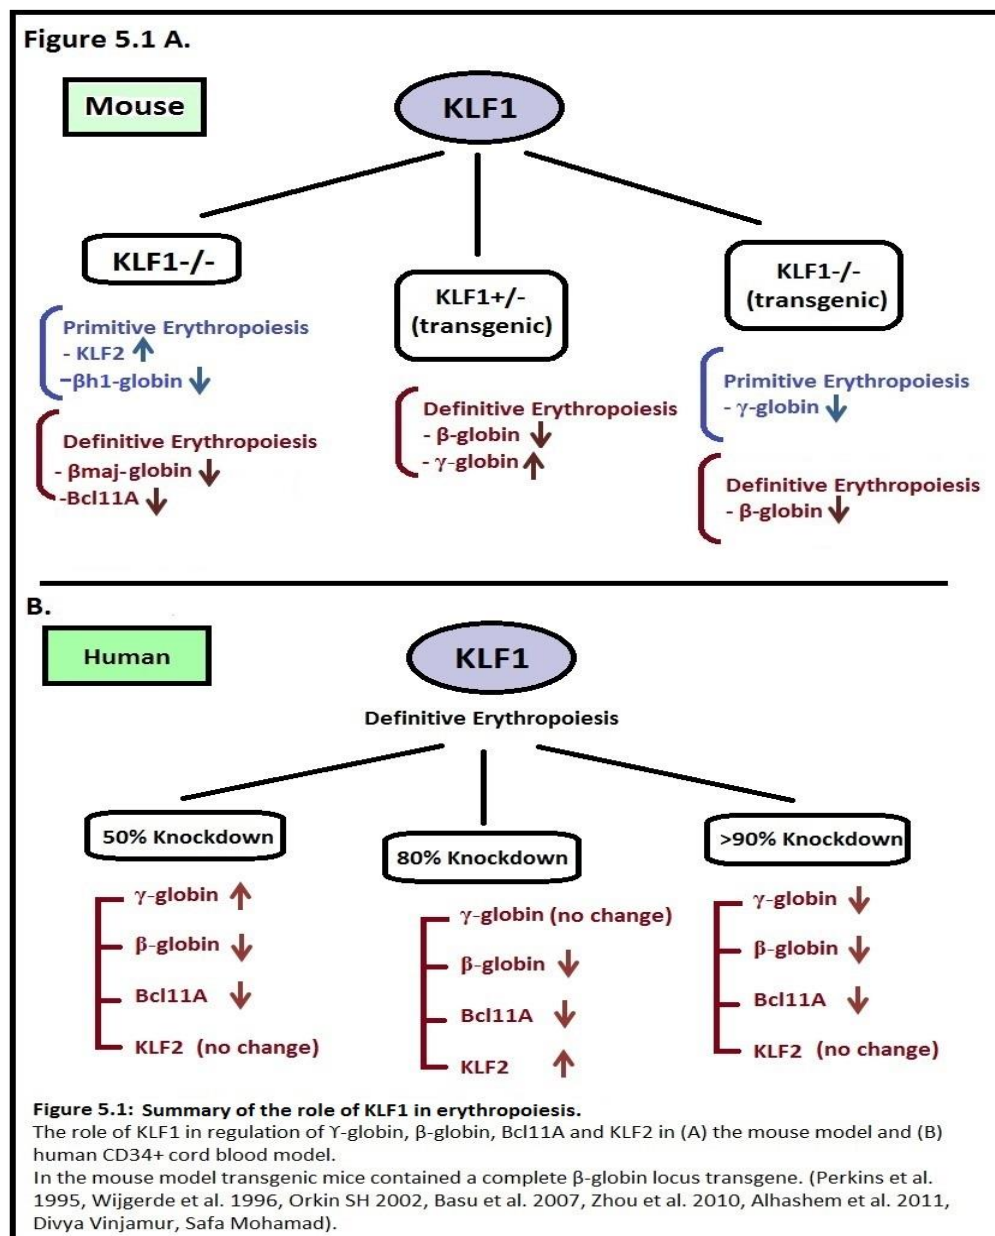 Figure 5.1 A.
Mouse
KLF1
KLF1-/-
Primitive Erythropoiesis
- KLF2 ↑
-βh1-globin ↓
Definitive Erythropoiesis
- βmaj-globin ↓
-Bcl11A ↓
KLF1+/-
(transgenic)
Definitive Erythropoiesis
- β-globin ↓
- γ-globin ↑
KLF1-/-
(transgenic)
Primitive Erythropoiesis
- γ-globin ↓
Definitive Erythropoiesis
- β-globin ↓
B.
Human
KLF1
Definitive Erythropoiesis
50% Knockdown
γ-globin ↑
β-globin ↓
Bcl11A ↓
KLF2 (no change)
80% Knockdown
γ-globin (no change)
β-globin ↓
Bcl11A ↓
KLF2 ↑
>90% Knockdown
γ-globin ↓
β-globin ↓
Bcl11A ↓
KLF2 (no change)
Figure 5.1: Summary of the role of KLF1 in erythropoiesis.
The role of KLF1 in regulation of ϒ-globin, β-globin, Bcl11A and KLF2 in (A) the mouse model and (B)
human CD34+ cord blood model.
In the mouse model transgenic mice contained a complete β-globin locus transgene. (Perkins et al.
1995, Wijgerde et al. 1996, Orkin SH 2002, Basu et al. 2007, Zhou et al. 2010, Alhashem et al. 2011,
Divya Vinjamur, Safa Mohamad).